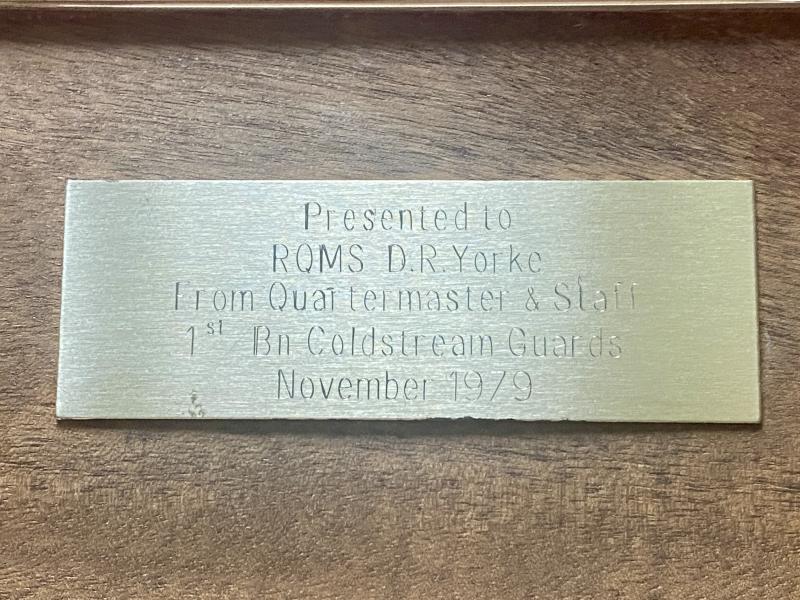 Presented to
RQMS D.R.Yorke
From Quartermaster & Staff
1st Bn Coldstream Guards
November 1979